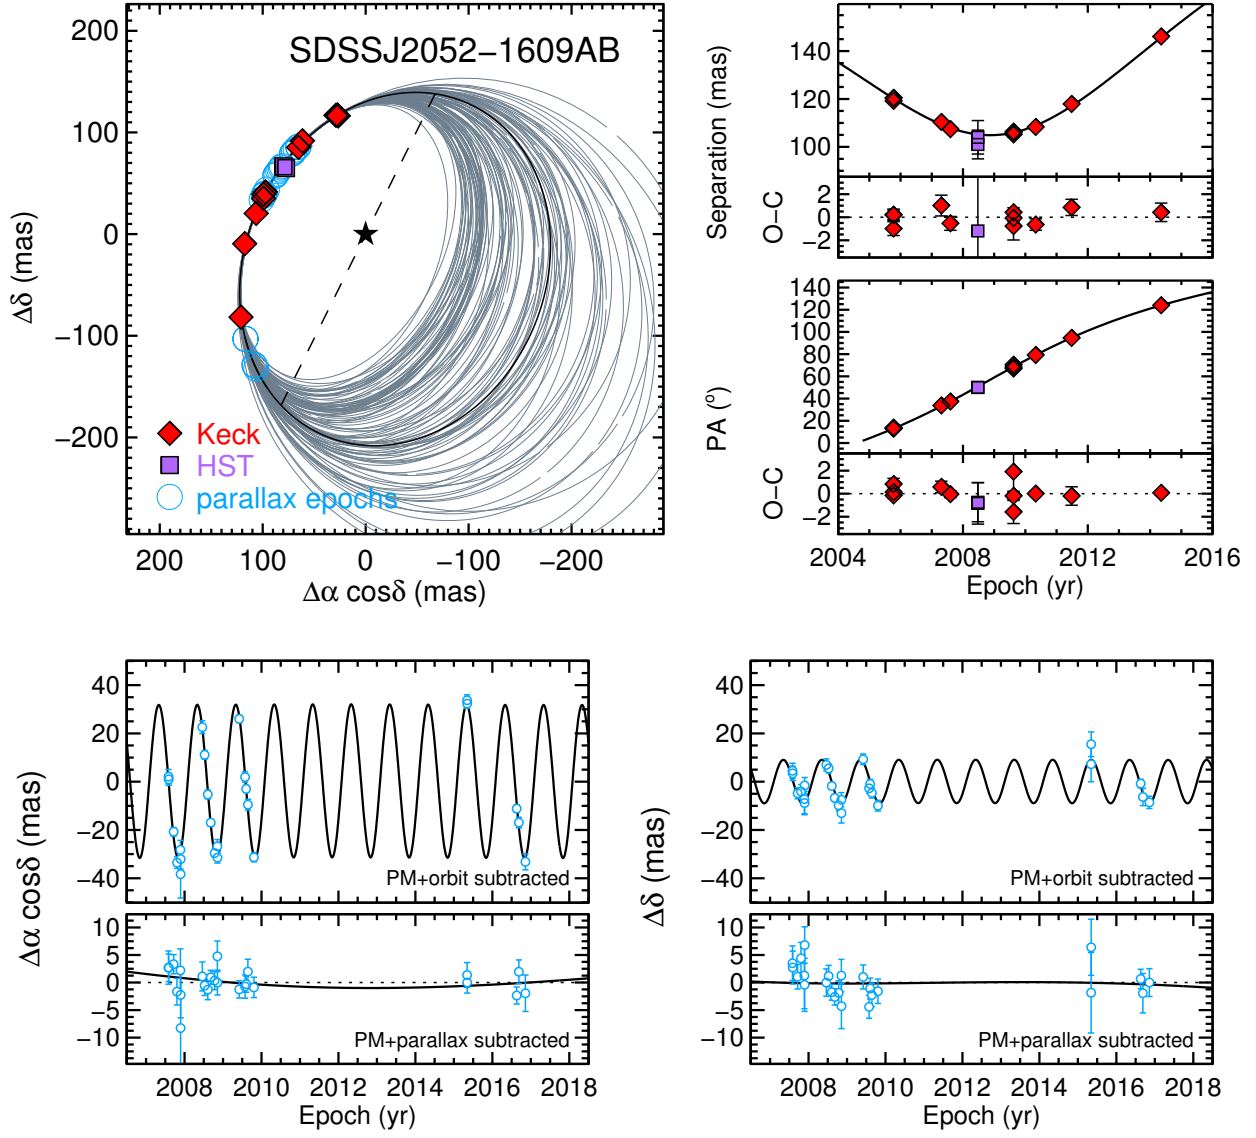 SDSSJ2052−1609AB
200
100
0
−100
−200
Δδ (mas)
Keck
HST
parallax epochs
200 100 0 −100 −200
Δα cosδ (mas)
140
120
100
Separation (mas)
2
0
−2
O−C
140
120
100
80
60
40
20
0
PA (°)
2
0
−2
O−C
2004 2008 2012 2016
Epoch (yr)
40
20
0
−20
−40
PM+orbit subtracted
Δα cosδ (mas)
10
5
0
−5
−10
PM+parallax subtracted
2008 2010 2012 2014 2016 2018
Epoch (yr)
40
20
0
−20
−40
PM+orbit subtracted
Δδ (mas)
10
5
0
−5
−10
PM+parallax subtracted
2008 2010 2012 2014 2016 2018
Epoch (yr)